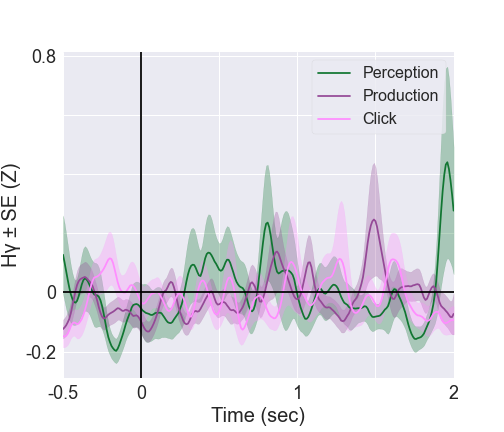 0.8
Perception
Production
Click
Hγ ± SE (Z)
0
-0.2
-0.5
0
1
2
Time (sec)